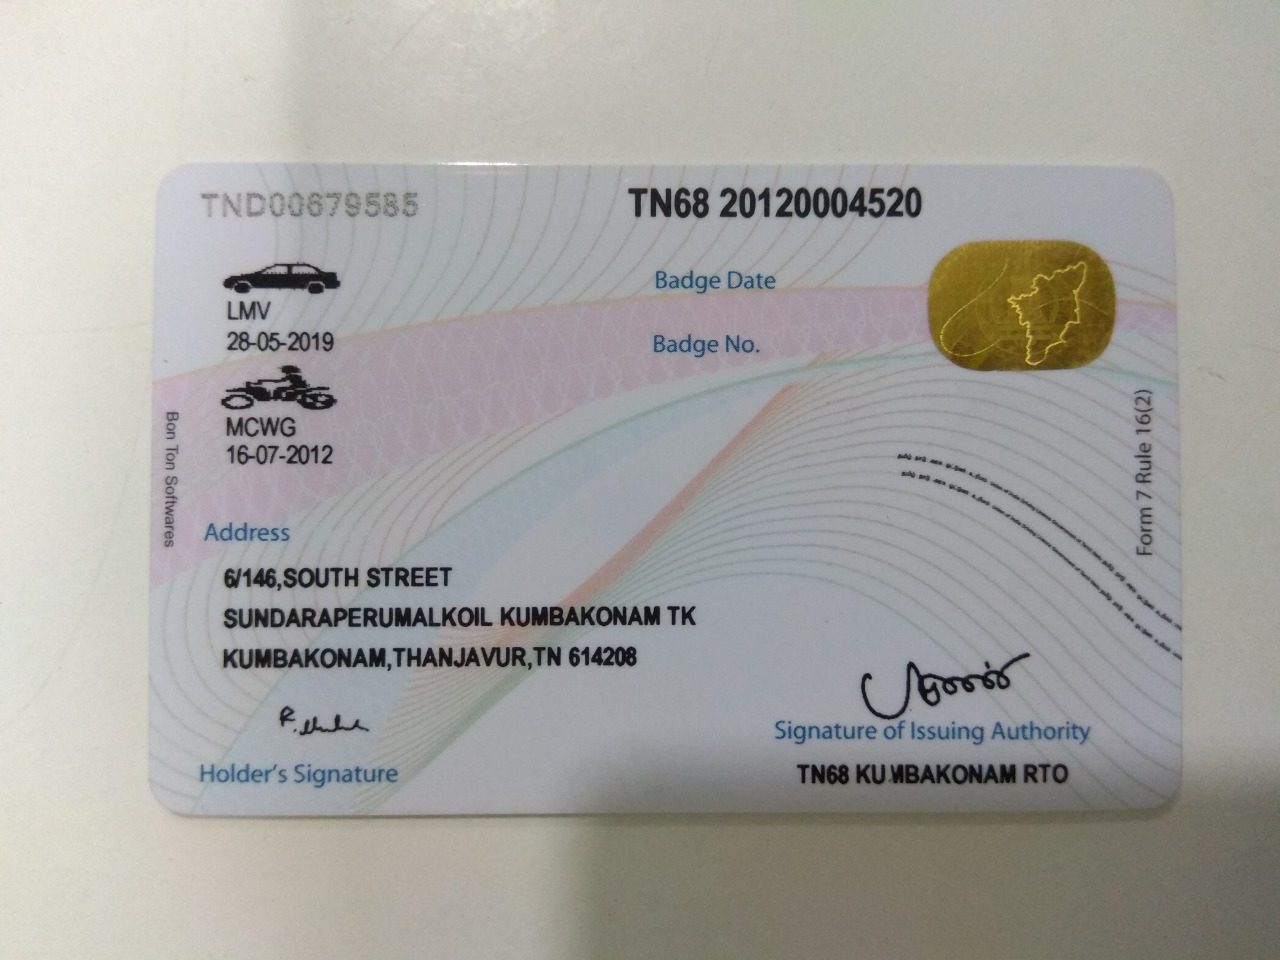 TND00679585
TN68 20120004520
LMV
28-05-2019
Badge Date
Badge No.
MCWG
16-07-2012
Bon Ton Softwares
Form 7 Rule 16(2)
Address
6/146,SOUTH STREET
SUNDARAPERUMALKOIL KUMBAKONAM TK
KUMBAKONAM,THANJAVUR,TN 614208
R.
Holder's Signature
Signature of Issuing Authority
TN68 KUMBAKONAM RTO